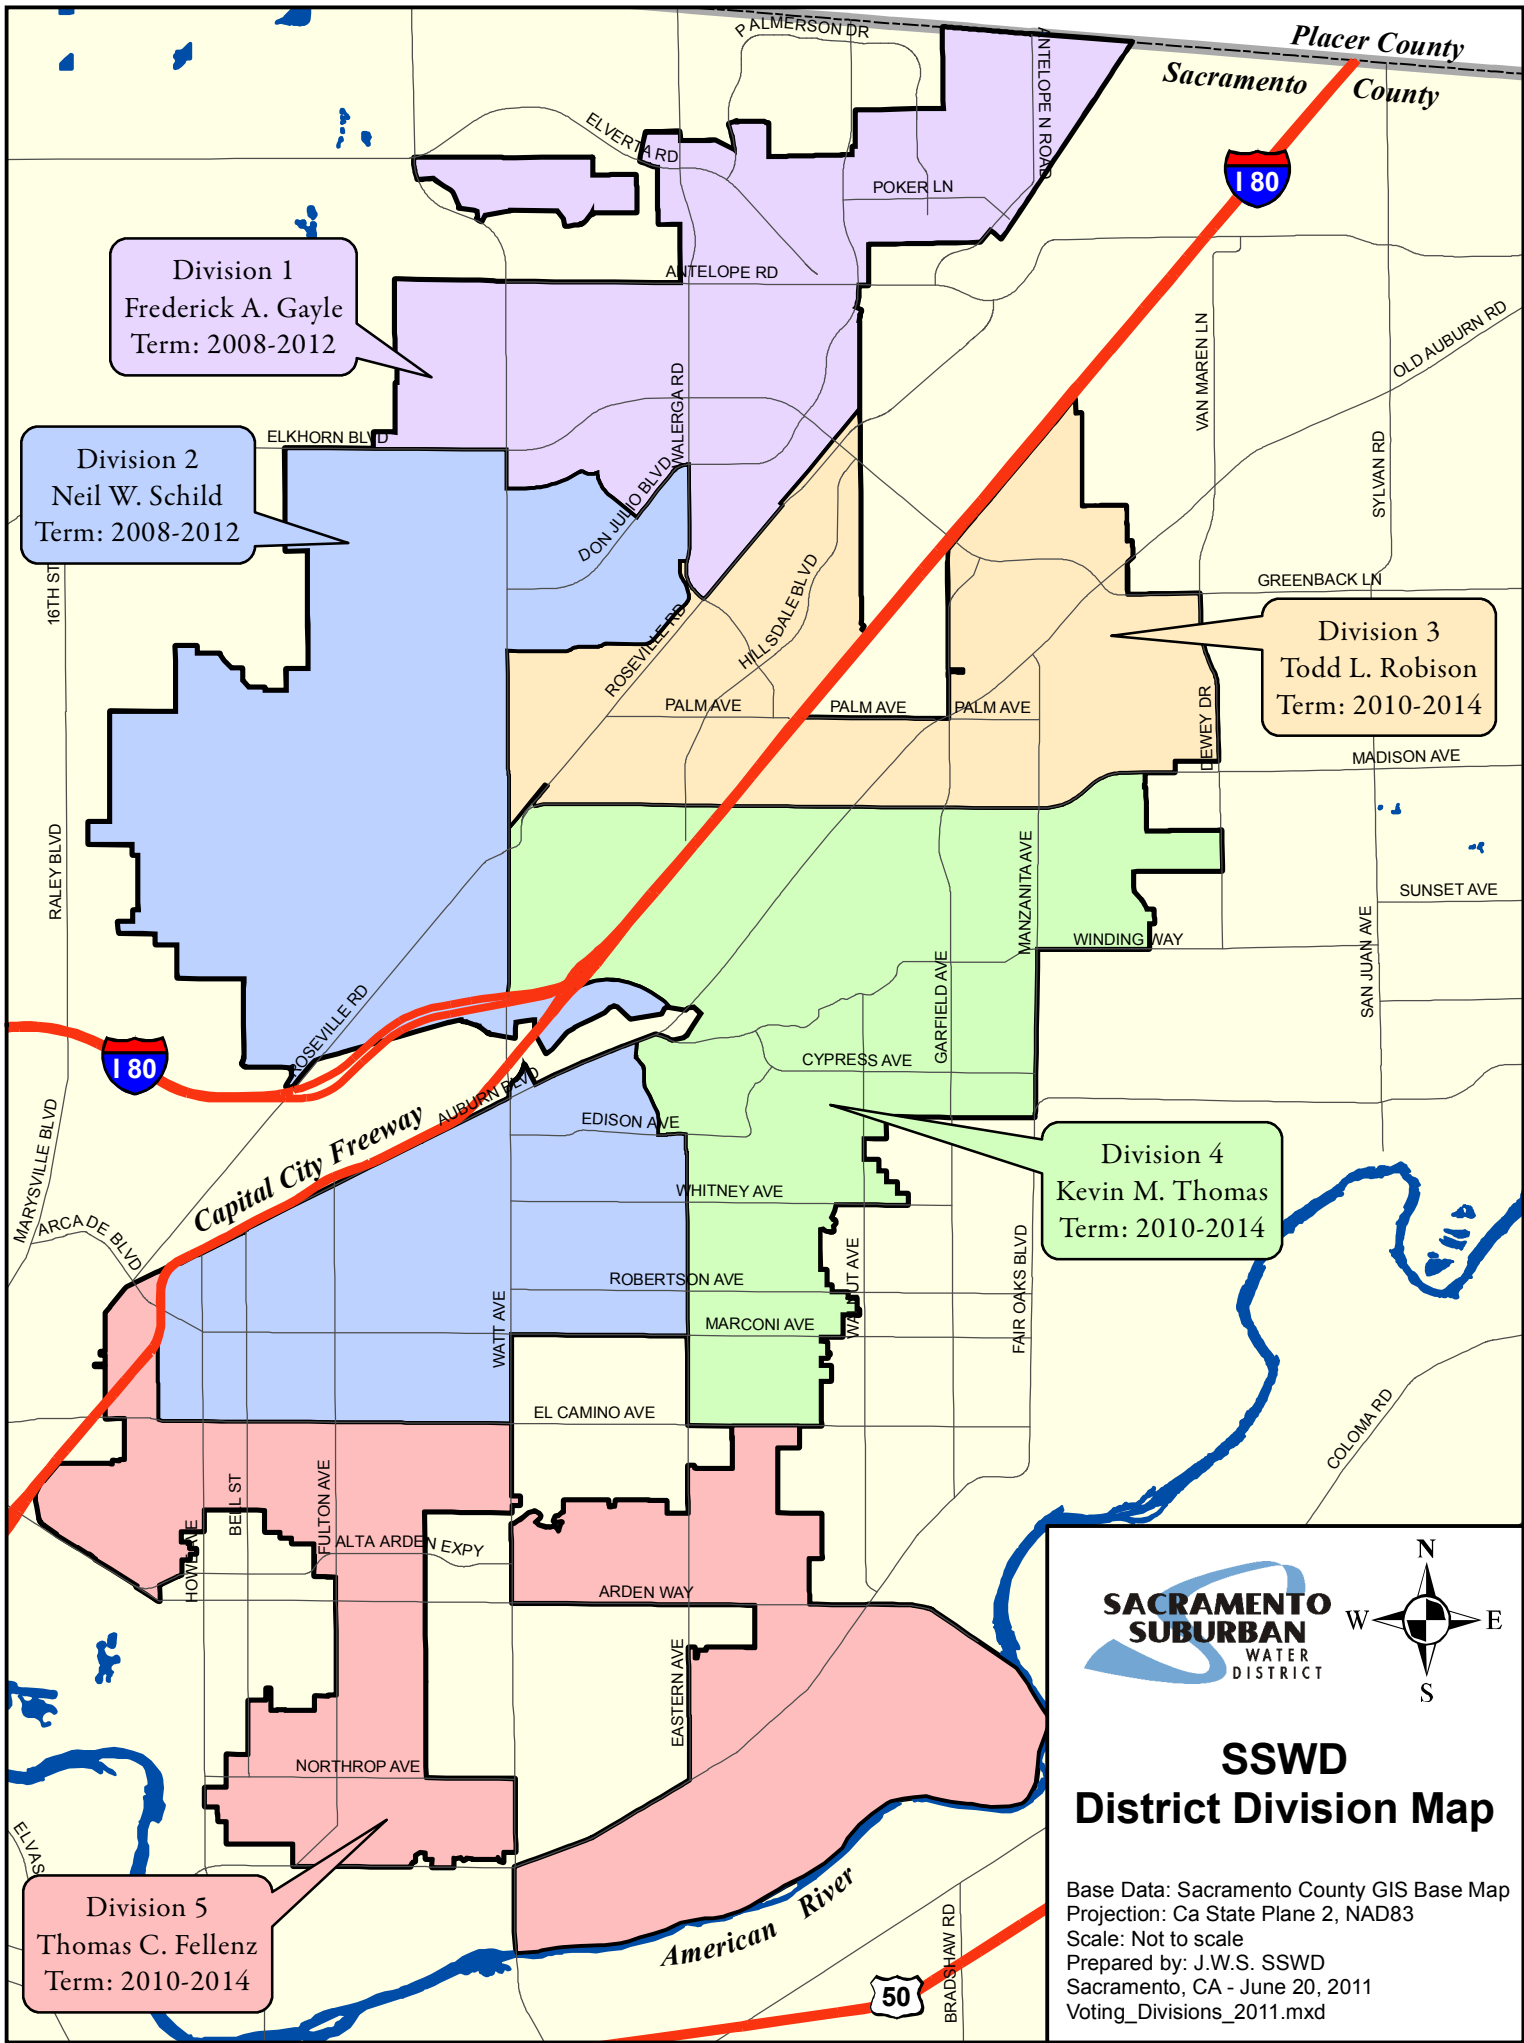 Placer County
Sacramento County
PALMERSON DR
ANTELOPE N ROAD
ELVERTA RD
I 80
POKER LN
Division 1
Frederick A. Gayle
Term: 2008-2012
ANTELOPE RD
VAN MAREN LN
OLD AUBURN RD
WALERGA RD
ELKHORN BLVD
SYLVAN RD
Division 2
Neil W. Schild
Term: 2008-2012
DON JULIO BLVD
16TH ST
HILLSDALE BLVD
GREENBACK LN
Division 3
Todd L. Robison
Term: 2010-2014
ROSEVILLE RD
PALM AVE
PALM AVE
PALM AVE
DEWEY DR
MADISON AVE
RALEY BLVD
MANZANITA AVE
SUNSET AVE
WINDING WAY
SAN JUAN AVE
GARFIELD AVE
ROSEVILLE RD
I 80
CYPRESS AVE
AUBURN BLVD
Capital City Freeway
EDISON AVE
MARYSVILLE BLVD
Division 4
Kevin M. Thomas
Term: 2010-2014
WHITNEY AVE
ARCADE BLVD
WALNUT AVE
FAIR OAKS BLVD
ROBERTSON AVE
MARCONI AVE
WATT AVE
EL CAMINO AVE
COLOMA RD
BELL ST
FULTON AVE
HOWE AVE
ALTA ARDEN EXPY
ARDEN WAY
EASTERN AVE
NORTHROP AVE
ELVAS
Division 5
Thomas C. Fellenz
Term: 2010-2014
American River
BRADSHAW RD
50
SACRAMENTO
SUBURBAN
WATER
DISTRICT
N
W E
S
SSWD
District Division Map
Base Data: Sacramento County GIS Base Map
Projection: Ca State Plane 2, NAD83
Scale: Not to scale
Prepared by: J.W.S. SSWD
Sacramento, CA - June 20, 2011
Voting_Divisions_2011.mxd